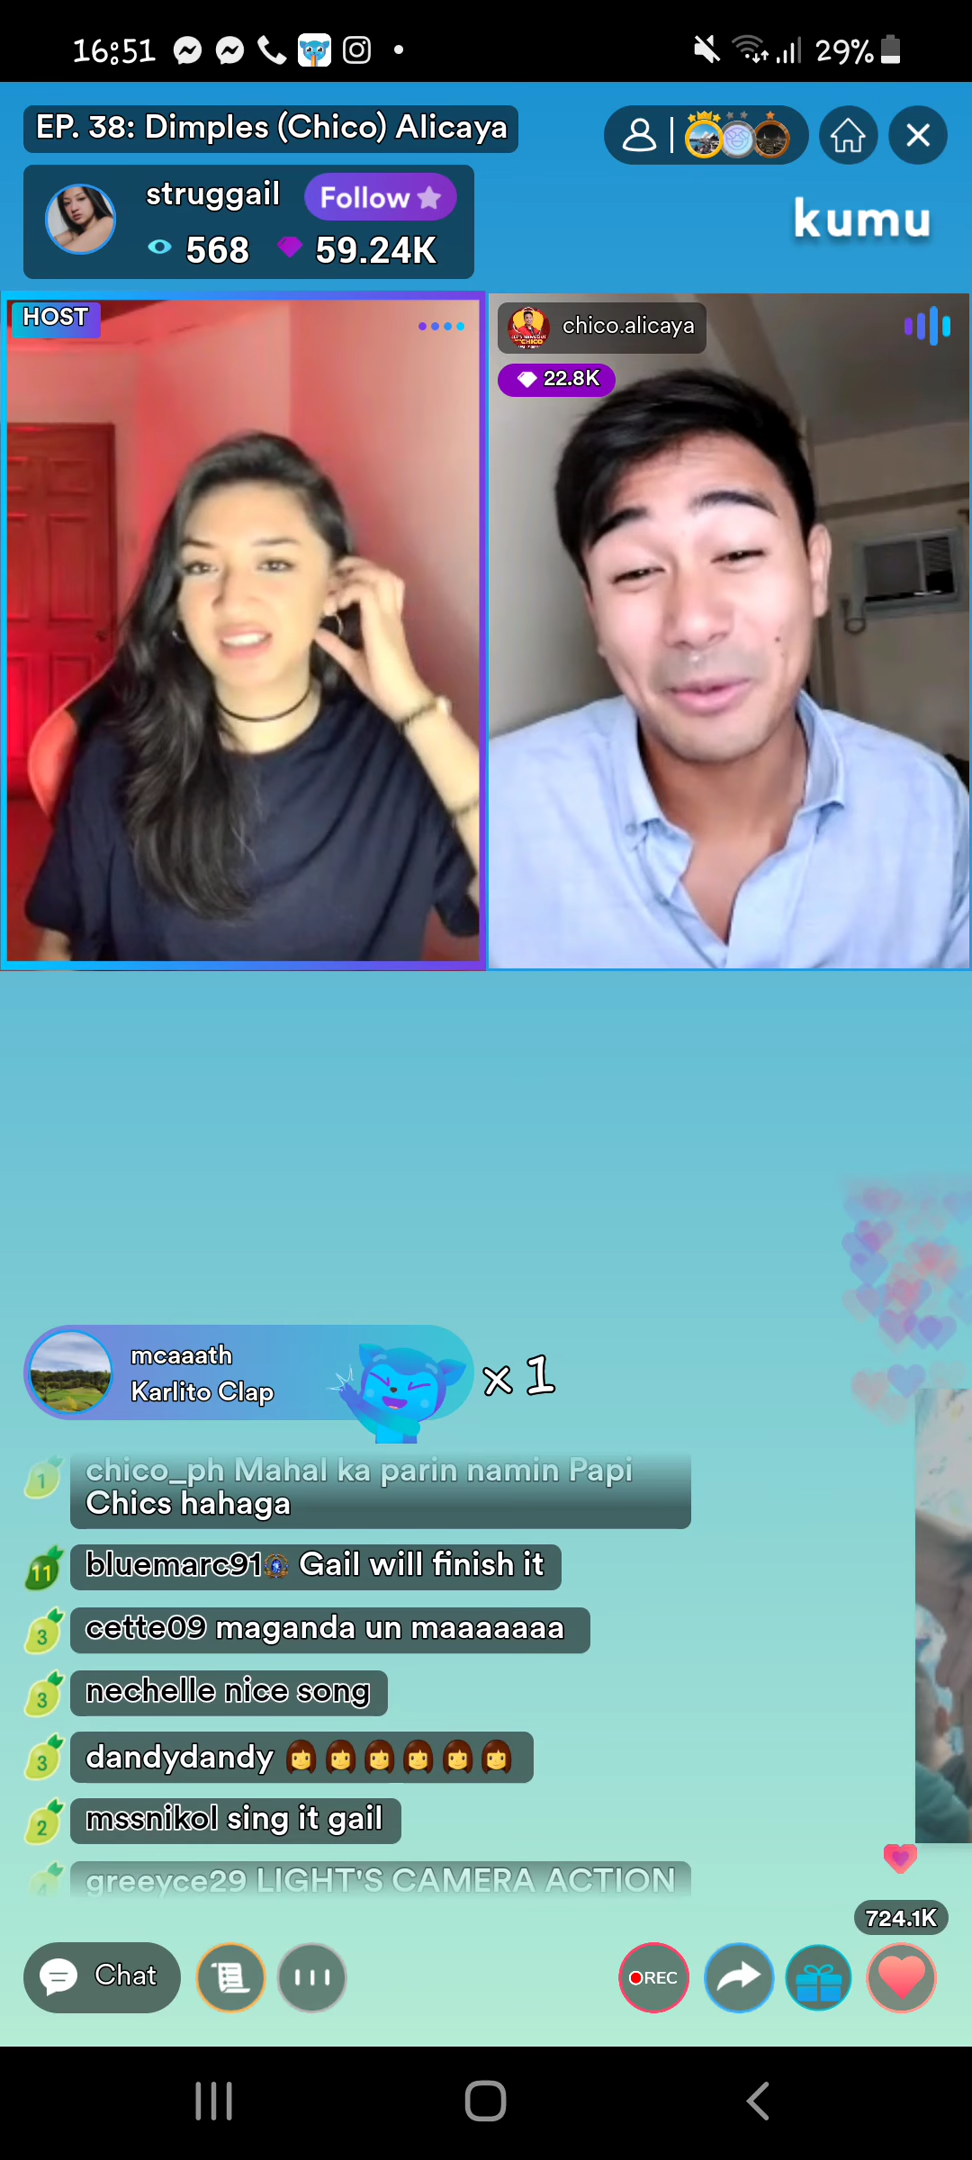 16:51
29%
EP. 38: Dimples (Chico) Alicaya
struggail
Follow
568
59.24K
kumu
HOST
chico.alicaya
22.8K
mcaaath
Karlito Clap
x 1
1
chico_ph Mahal ka parin namin Papi
Chics hahaga
11
bluemarc91 Gail will finish it
3
cette09 maganda un maaaaaaa
3
nechelle nice song
3
dandydandy 👩👩👩👩👩👩
2
mssnikol sing it gail
greeyce29 LIGHT'S CAMERA ACTION
724.1K
Chat
REC